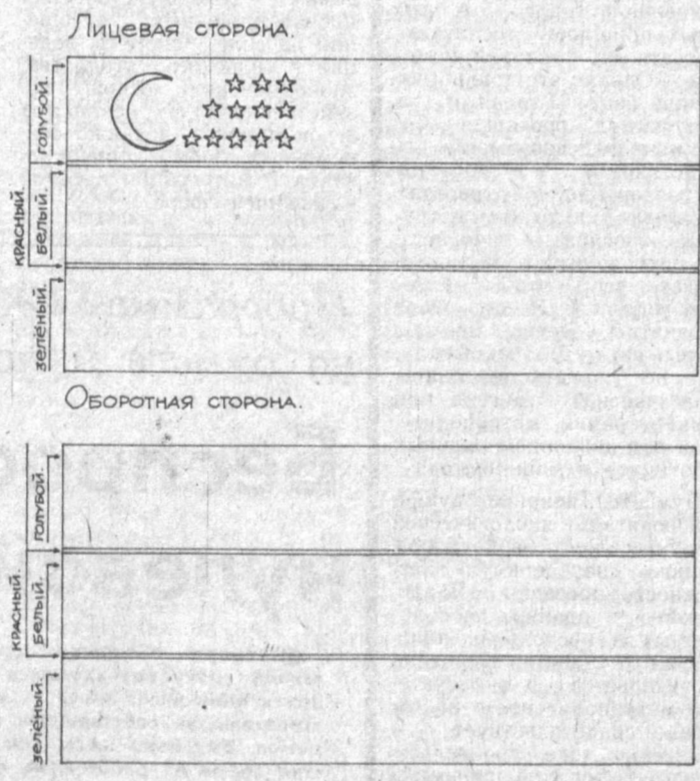 Лицевая сторона.
голубой.
красный.
белый.
зелёный.
Оборотная сторона.
голубой.
красный.
белый.
зелёный.